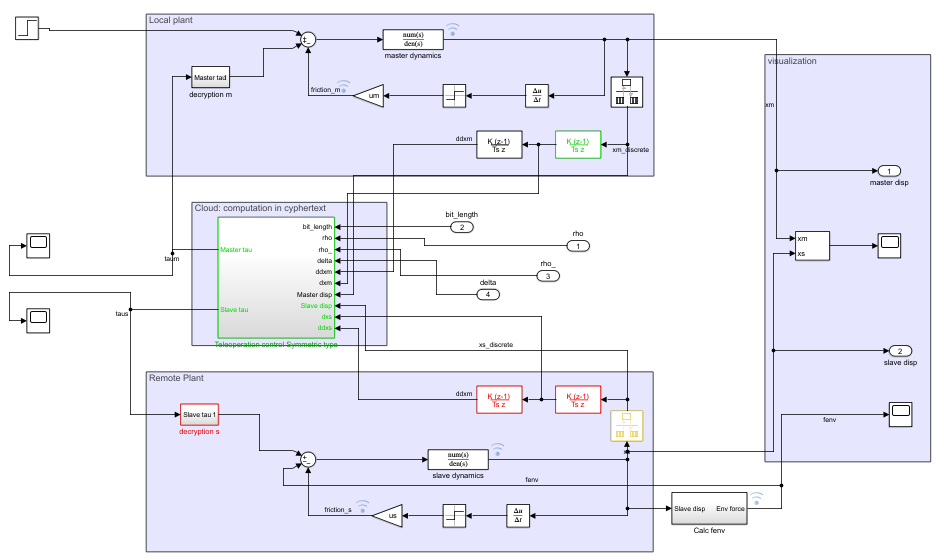 Local plant
num(s)
den(s)
master dynamics
Master tad
decryption m
friction_m
um
Δu
Δt
visualization
xm
ddxm
K (z-1)
Ts z
K (z-1)
Ts z
xm_discrete
1
master disp
Cloud: computation in cyphertext
bit_length
2
Master tau
bit_length
rho
rho_
delta
ddxm
dxm
Master disp
Slave disp
dxs
ddxs
Slave tau
Teleoperation control Symmetric type
rho
1
rho_
3
delta
4
taum
taus
xm
xs
xs_discrete
2
slave disp
Remote Plant
ddxm
K (z-1)
Ts z
K (z-1)
Ts z
Slave tau 1
decryption s
num(s)
den(s)
slave dynamics
fenv
fenv
friction_s
us
Δu
Δt
Slave disp
Env force
Calc fenv